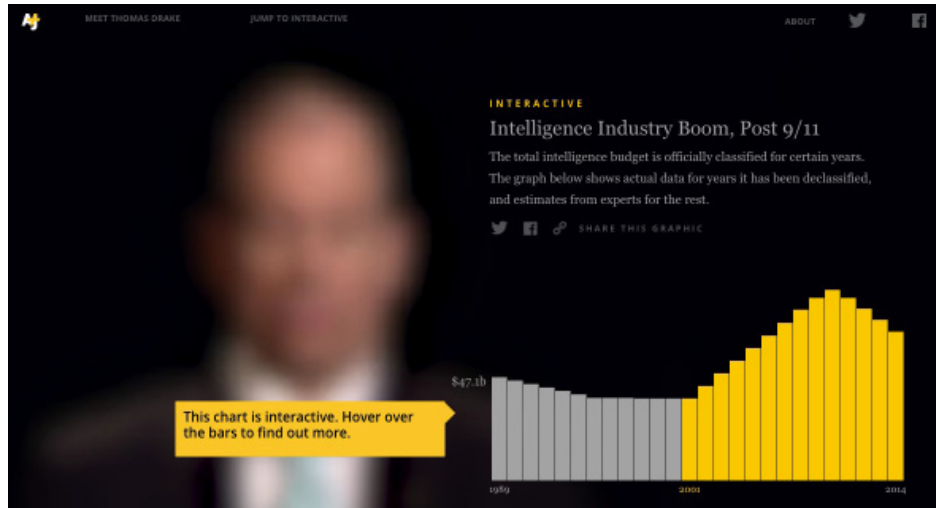 MEET THOMAS DRAKE
JUMP TO INTERACTIVE
ABOUT
INTERACTIVE
Intelligence Industry Boom, Post 9/11
The total intelligence budget is officially classified for certain years.
The graph below shows actual data for years it has been declassified,
and estimates from experts for the rest.
SHARE THIS GRAPHIC
$47.1b
This chart is interactive. Hover over
the bars to find out more.
1989
2001
2014